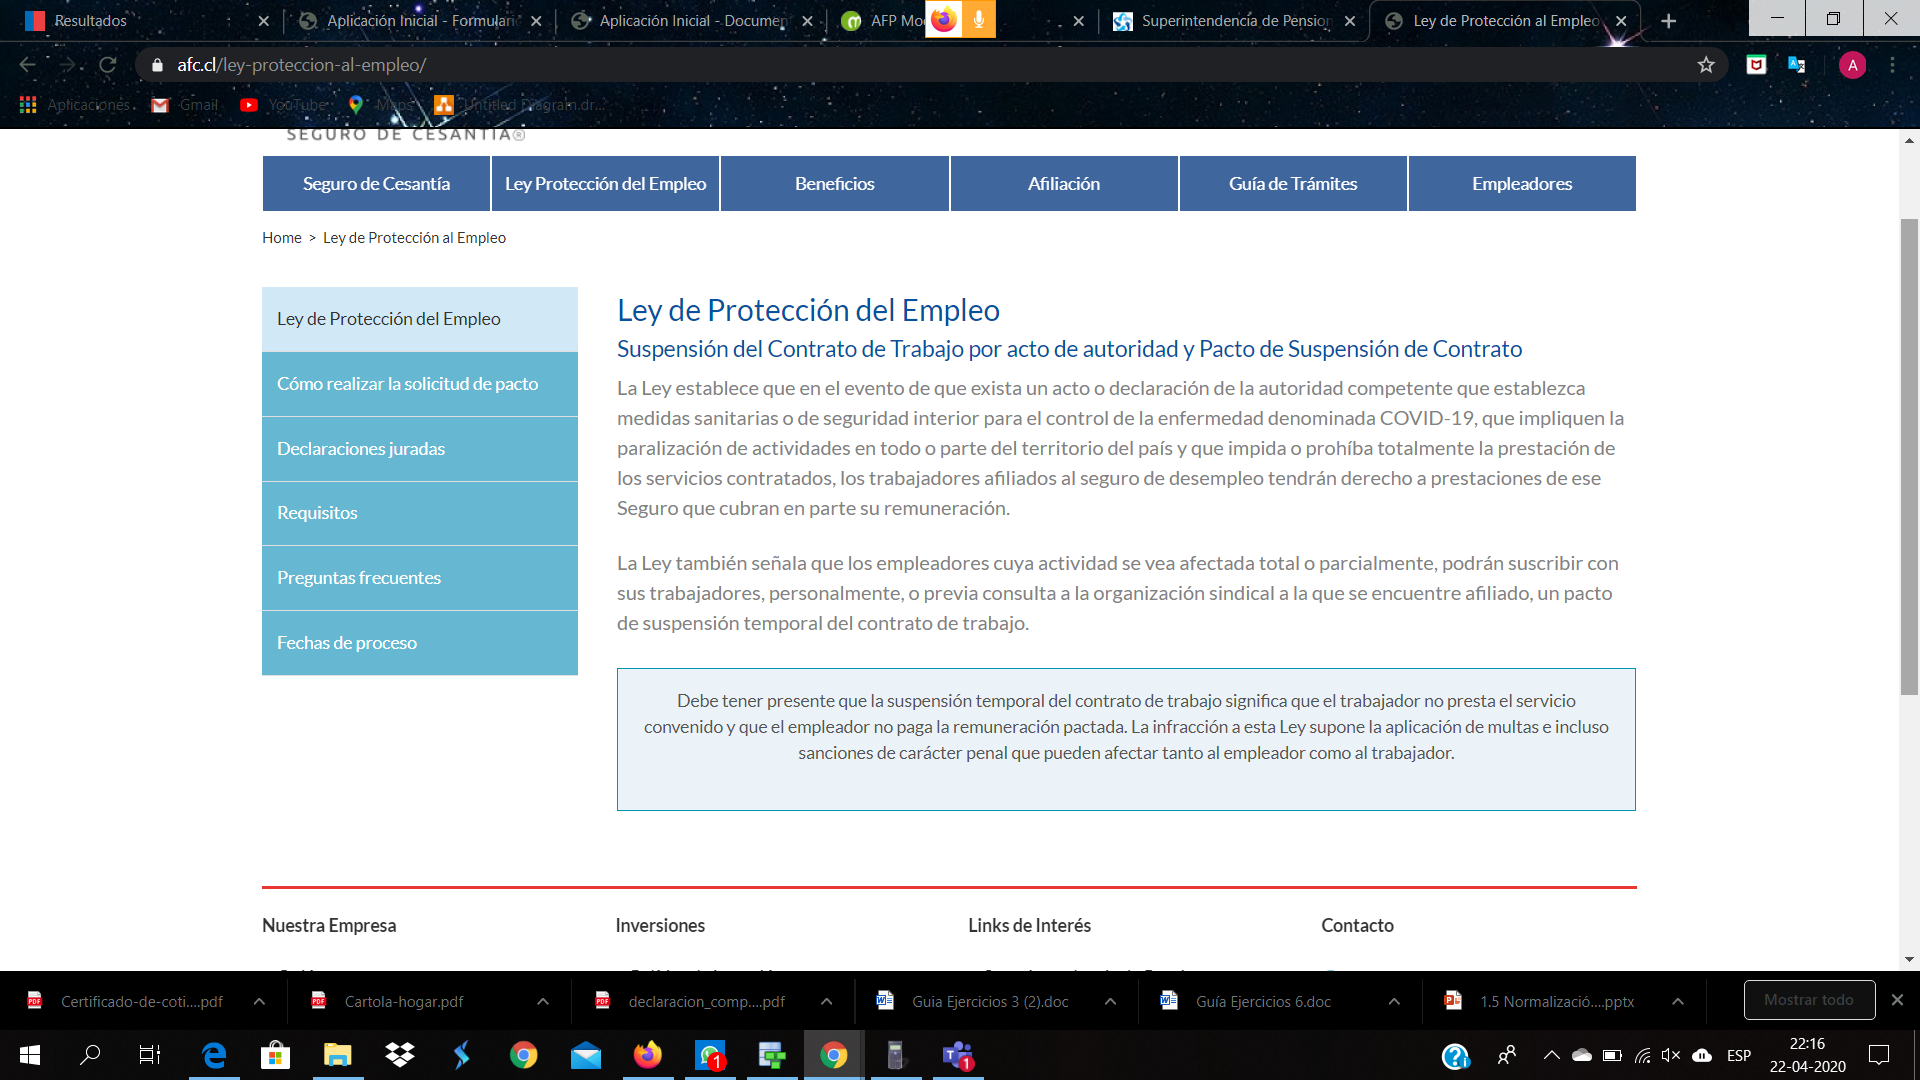 Resultados
Aplicación Inicial - Formulario
Aplicación Inicial - Documen
AFP Mo
Superintendencia de Pension
Ley de Protección al Empleo
afc.cl/ley-proteccion-al-empleo/
A
Aplicaciones
Gmail
YouTube
Maps
Untitled Diagram.dr...
SEGURO DE CESANTÍA®
Seguro de Cesantía
Ley Protección del Empleo
Beneficios
Afiliación
Guía de Trámites
Empleadores
Home > Ley de Protección al Empleo
Ley de Protección del Empleo
Cómo realizar la solicitud de pacto
Declaraciones juradas
Requisitos
Preguntas frecuentes
Fechas de proceso
Ley de Protección del Empleo
Suspensión del Contrato de Trabajo por acto de autoridad y Pacto de Suspensión de Contrato
La Ley establece que en el evento de que exista un acto o declaración de la autoridad competente que establezca
medidas sanitarias o de seguridad interior para el control de la enfermedad denominada COVID-19, que impliquen la
paralización de actividades en todo o parte del territorio del país y que impida o prohíba totalmente la prestación de
los servicios contratados, los trabajadores afiliados al seguro de desempleo tendrán derecho a prestaciones de ese
Seguro que cubran en parte su remuneración.
La Ley también señala que los empleadores cuya actividad se vea afectada total o parcialmente, podrán suscribir con
sus trabajadores, personalmente, o previa consulta a la organización sindical a la que se encuentre afiliado, un pacto
de suspensión temporal del contrato de trabajo.
Debe tener presente que la suspensión temporal del contrato de trabajo significa que el trabajador no presta el servicio
convenido y que el empleador no paga la remuneración pactada. La infracción a esta Ley supone la aplicación de multas e incluso
sanciones de carácter penal que pueden afectar tanto al empleador como al trabajador.
Nuestra Empresa
Inversiones
Links de Interés
Contacto
Certificado-de-coti....pdf
Cartola-hogar.pdf
declaracion_comp....pdf
Guia Ejercicios 3 (2).doc
Guía Ejercicios 6.doc
1.5 Normalizació....pptx
Mostrar todo
1
1
ESP
22:16
22-04-2020